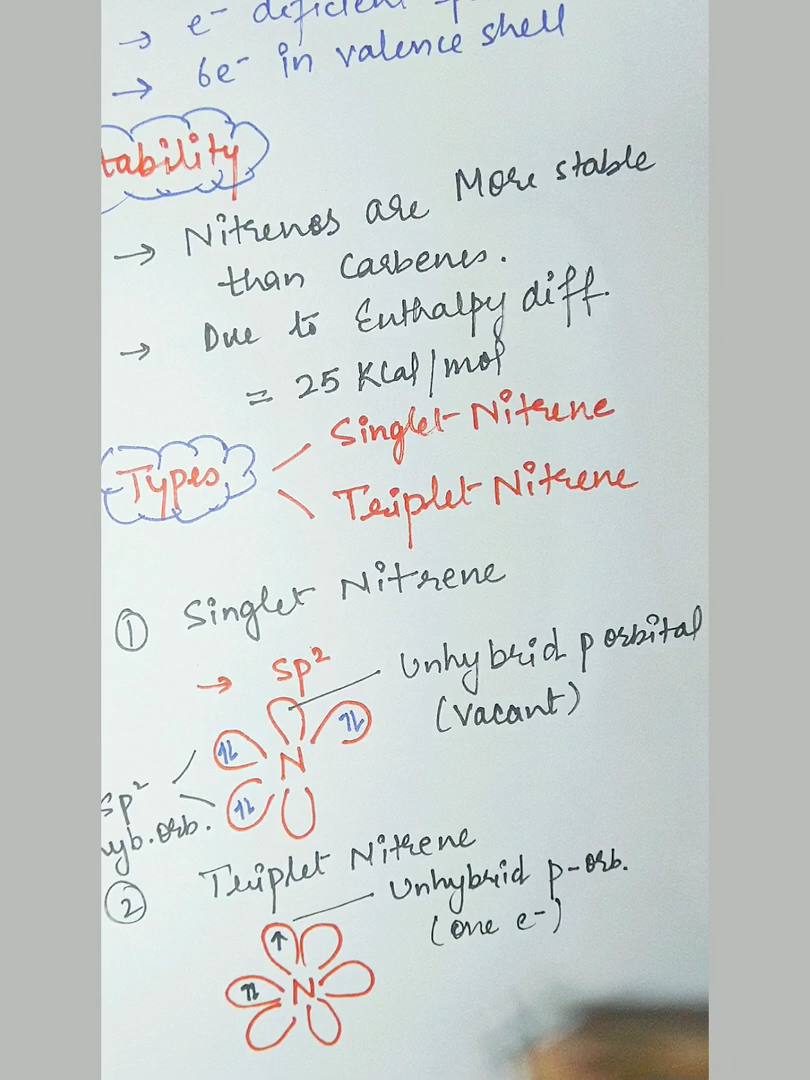 → e- deficient
→ 6e- in valence shell
tability
→ Nitrenes are More stable
than Carbenes.
→ Due to Enthalpy diff.
= 25 Kcal/mol
Types
Singlet Nitrene
Triplet Nitrene
① Singlet Nitrene
→ Sp²
Unhybrid p orbital
(Vacant)
⇅ ⇅
N
⇅
Sp²
hyb. orb.
② Triplet Nitrene
Unhybrid p-orb.
(one e-)
↑
⇅ N